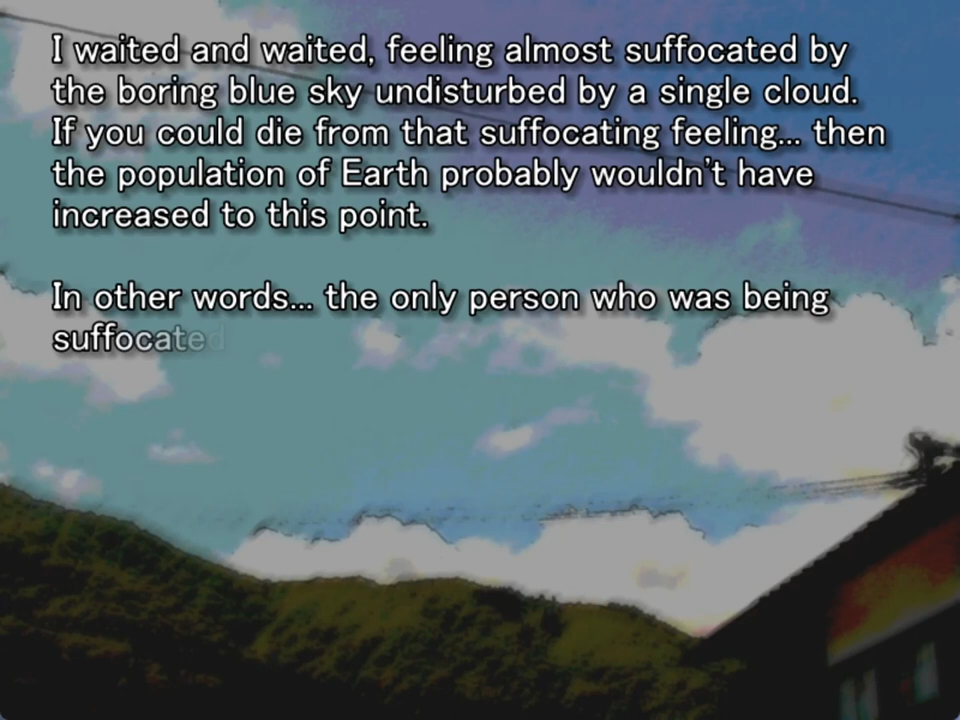 I waited and waited, feeling almost suffocated by
the boring blue sky undisturbed by a single cloud.
If you could die from that suffocating feeling... then
the population of Earth probably wouldn't have
increased to this point.
In other words... the only person who was being
suffocated